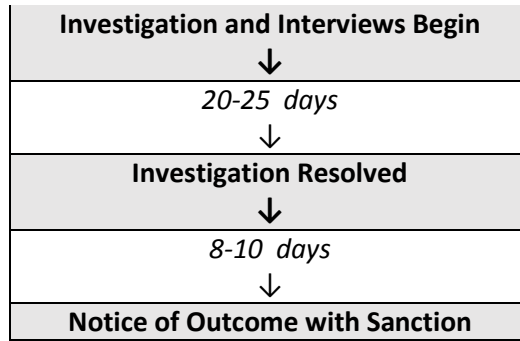 Investigation and Interviews Begin
↓
20-25 days
↓
Investigation Resolved
↓
8-10 days
↓
Notice of Outcome with Sanction